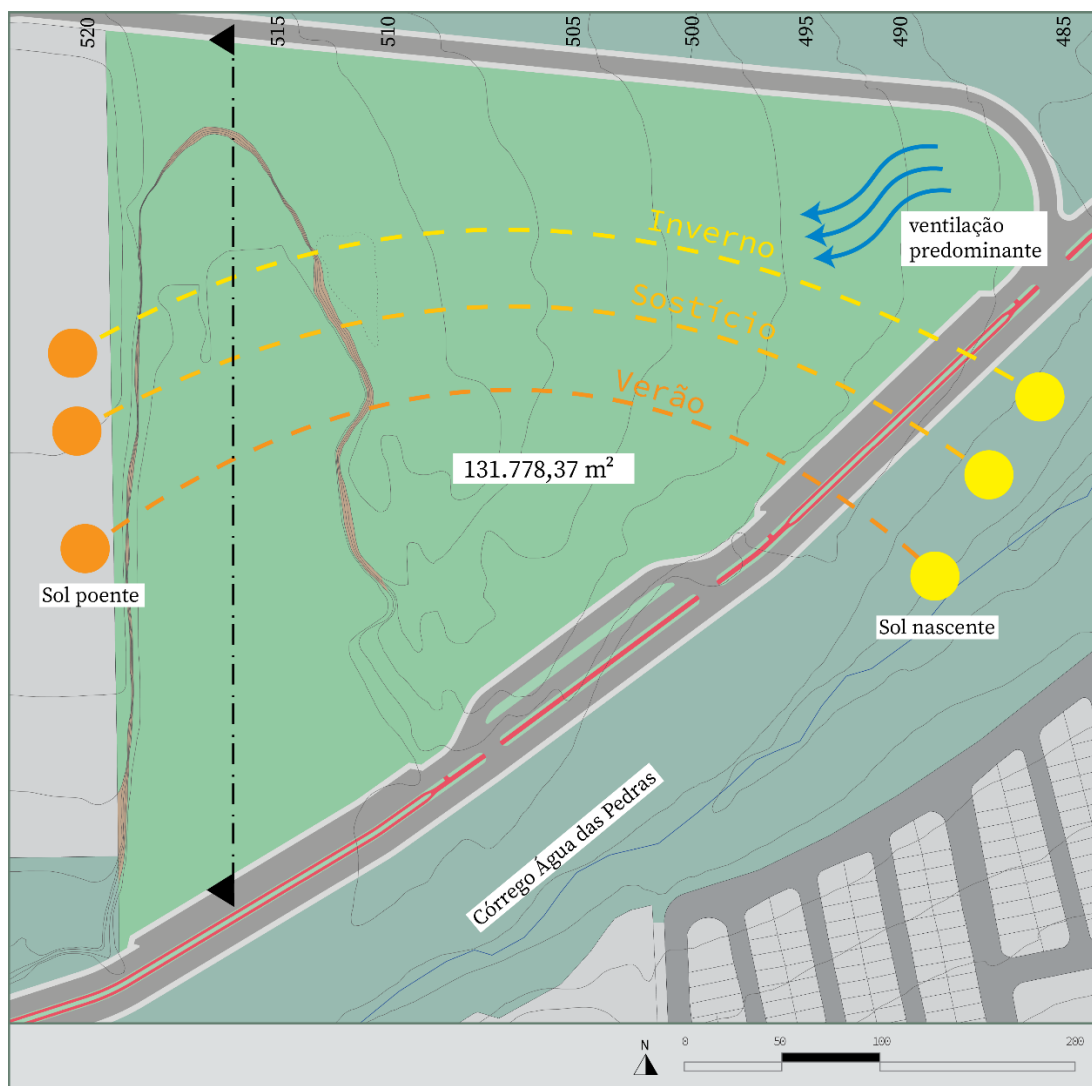 520
515
510
505
500
495
490
485
ventilação
predominante
Inverno
Sostício
Verão
131.778,37 m²
Sol poente
Sol nascente
Córrego Água das Pedras
N
0
50
100
200